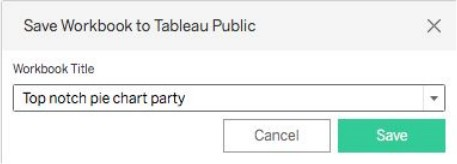 Save Workbook to Tableau Public
Workbook Title
Top notch pie chart party
Cancel Save